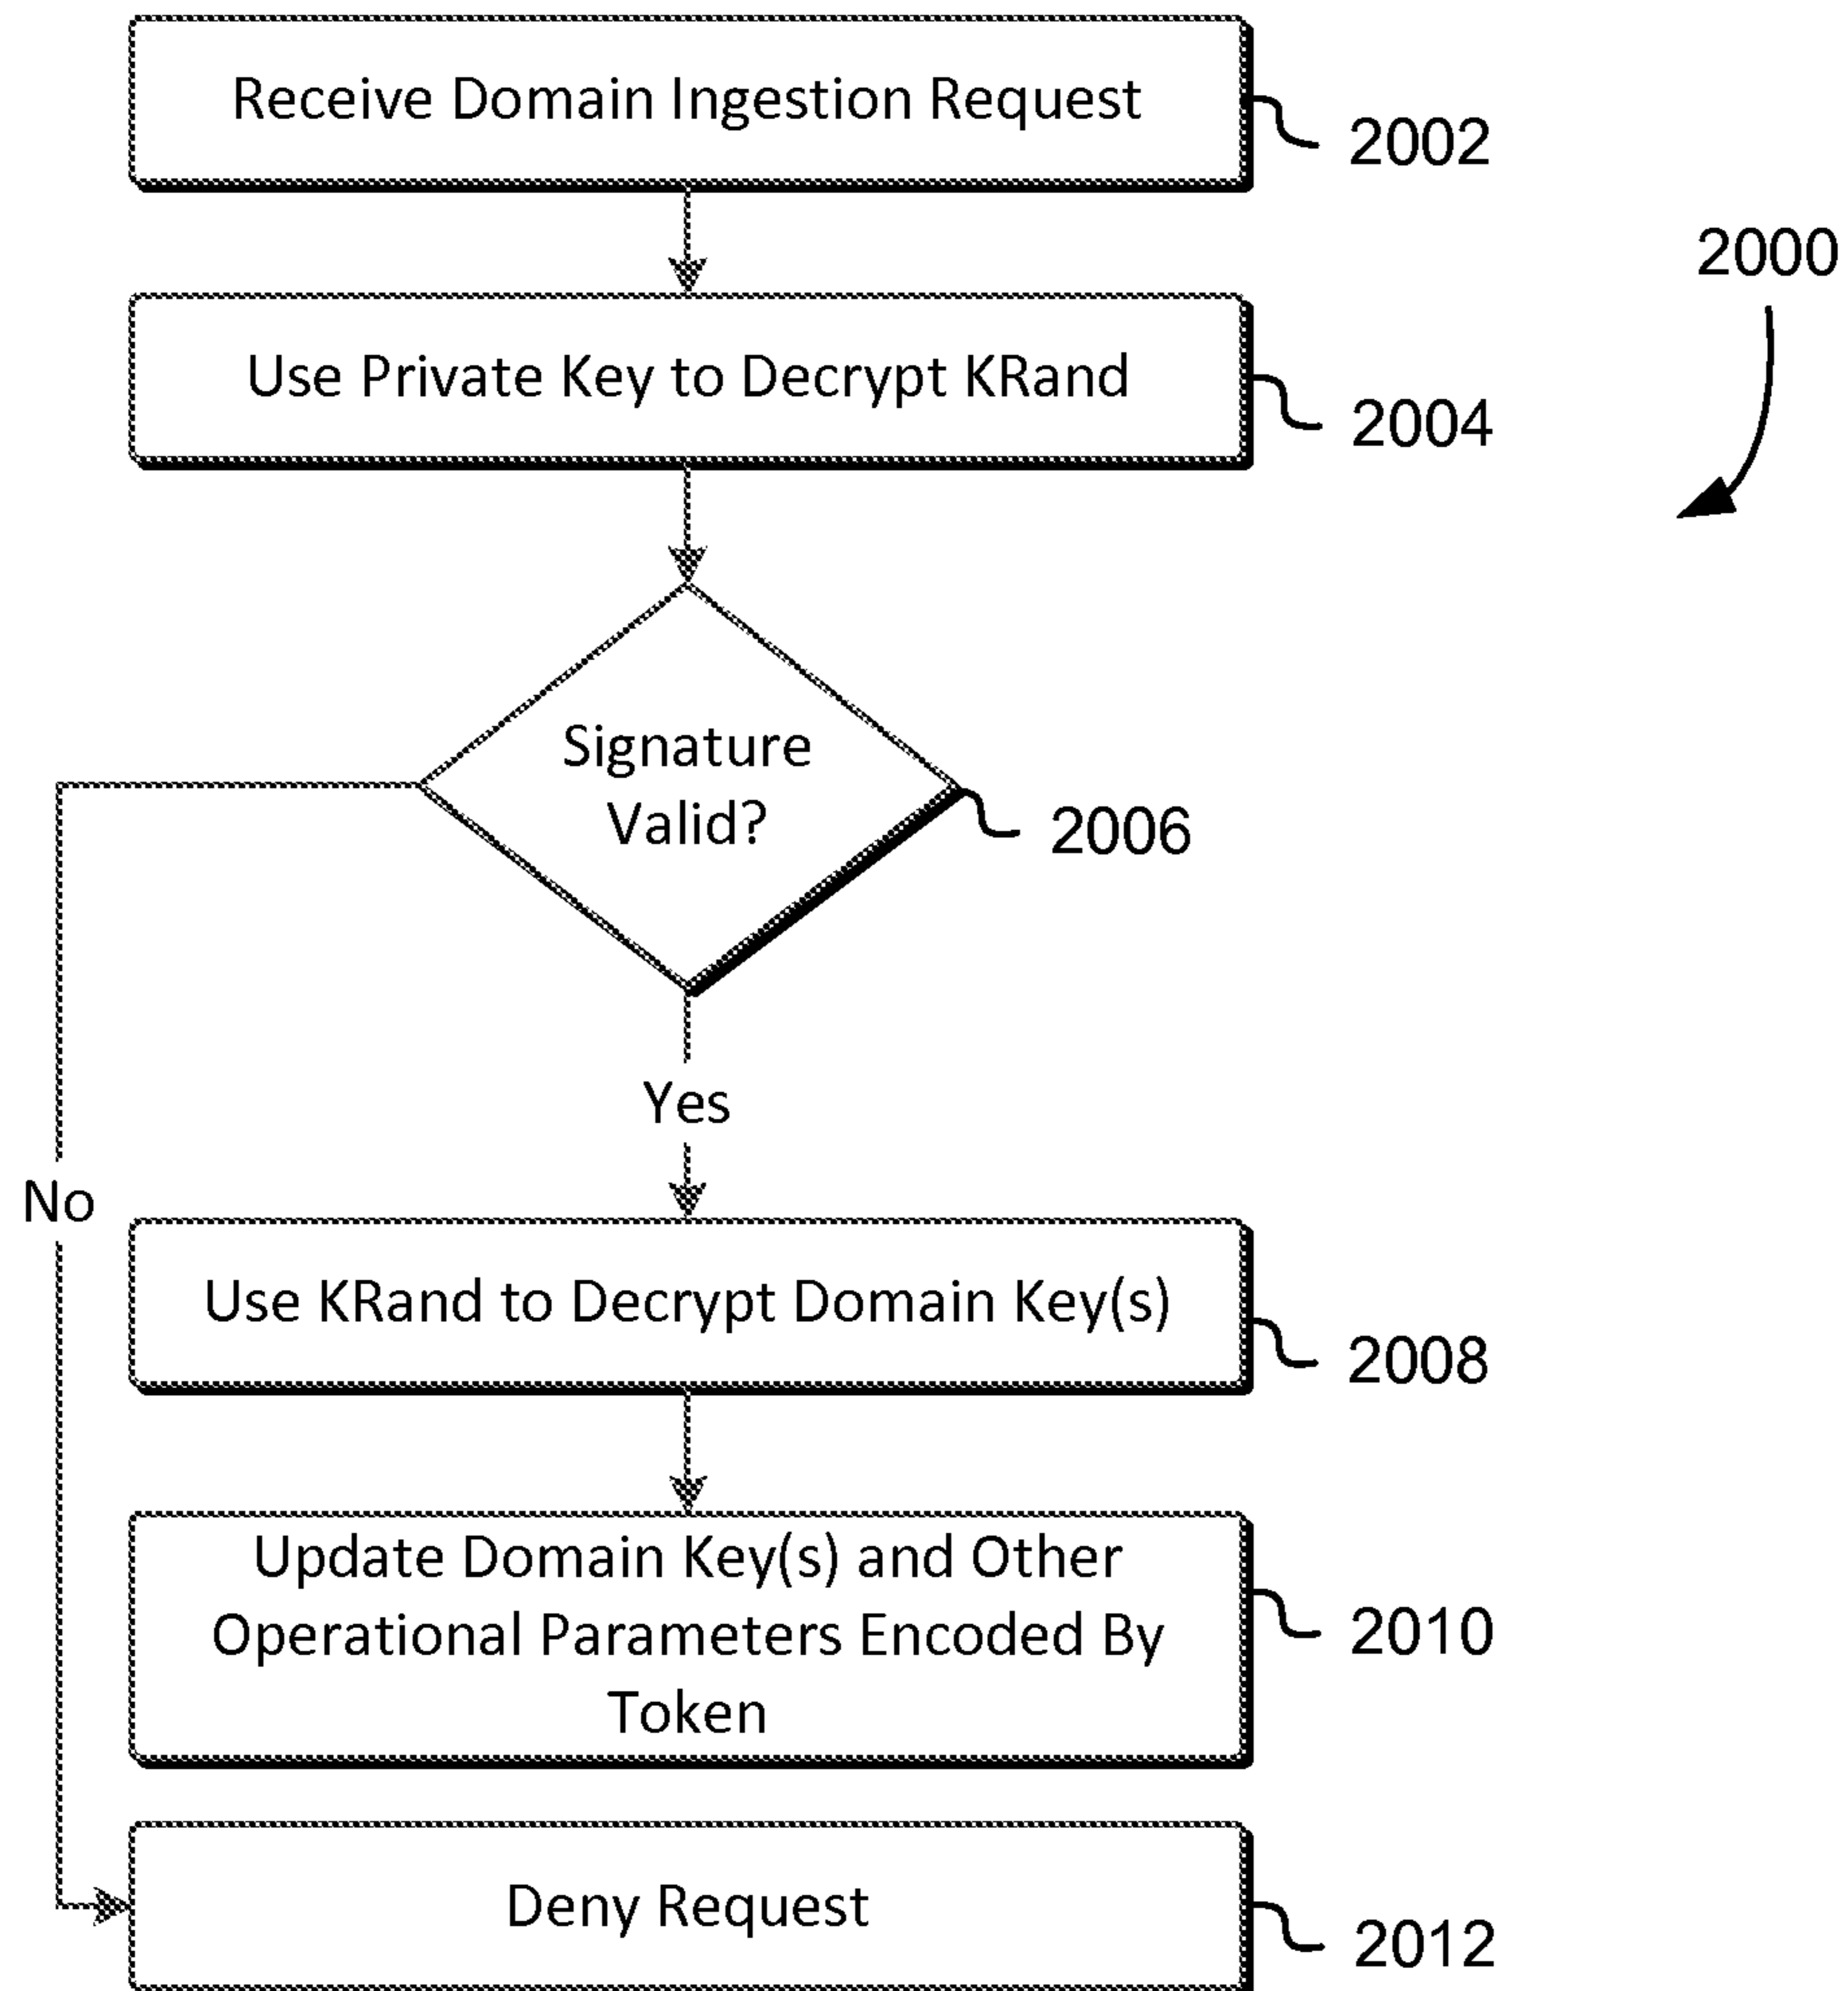 Receive Domain Ingestion Request
2002
2000
Use Private Key to Decrypt KRand
2004
Signature
Valid?
2006
Yes
No
Use KRand to Decrypt Domain Key(s)
2008
Update Domain Key(s) and Other
Operational Parameters Encoded By
Token
2010
Deny Request
2012